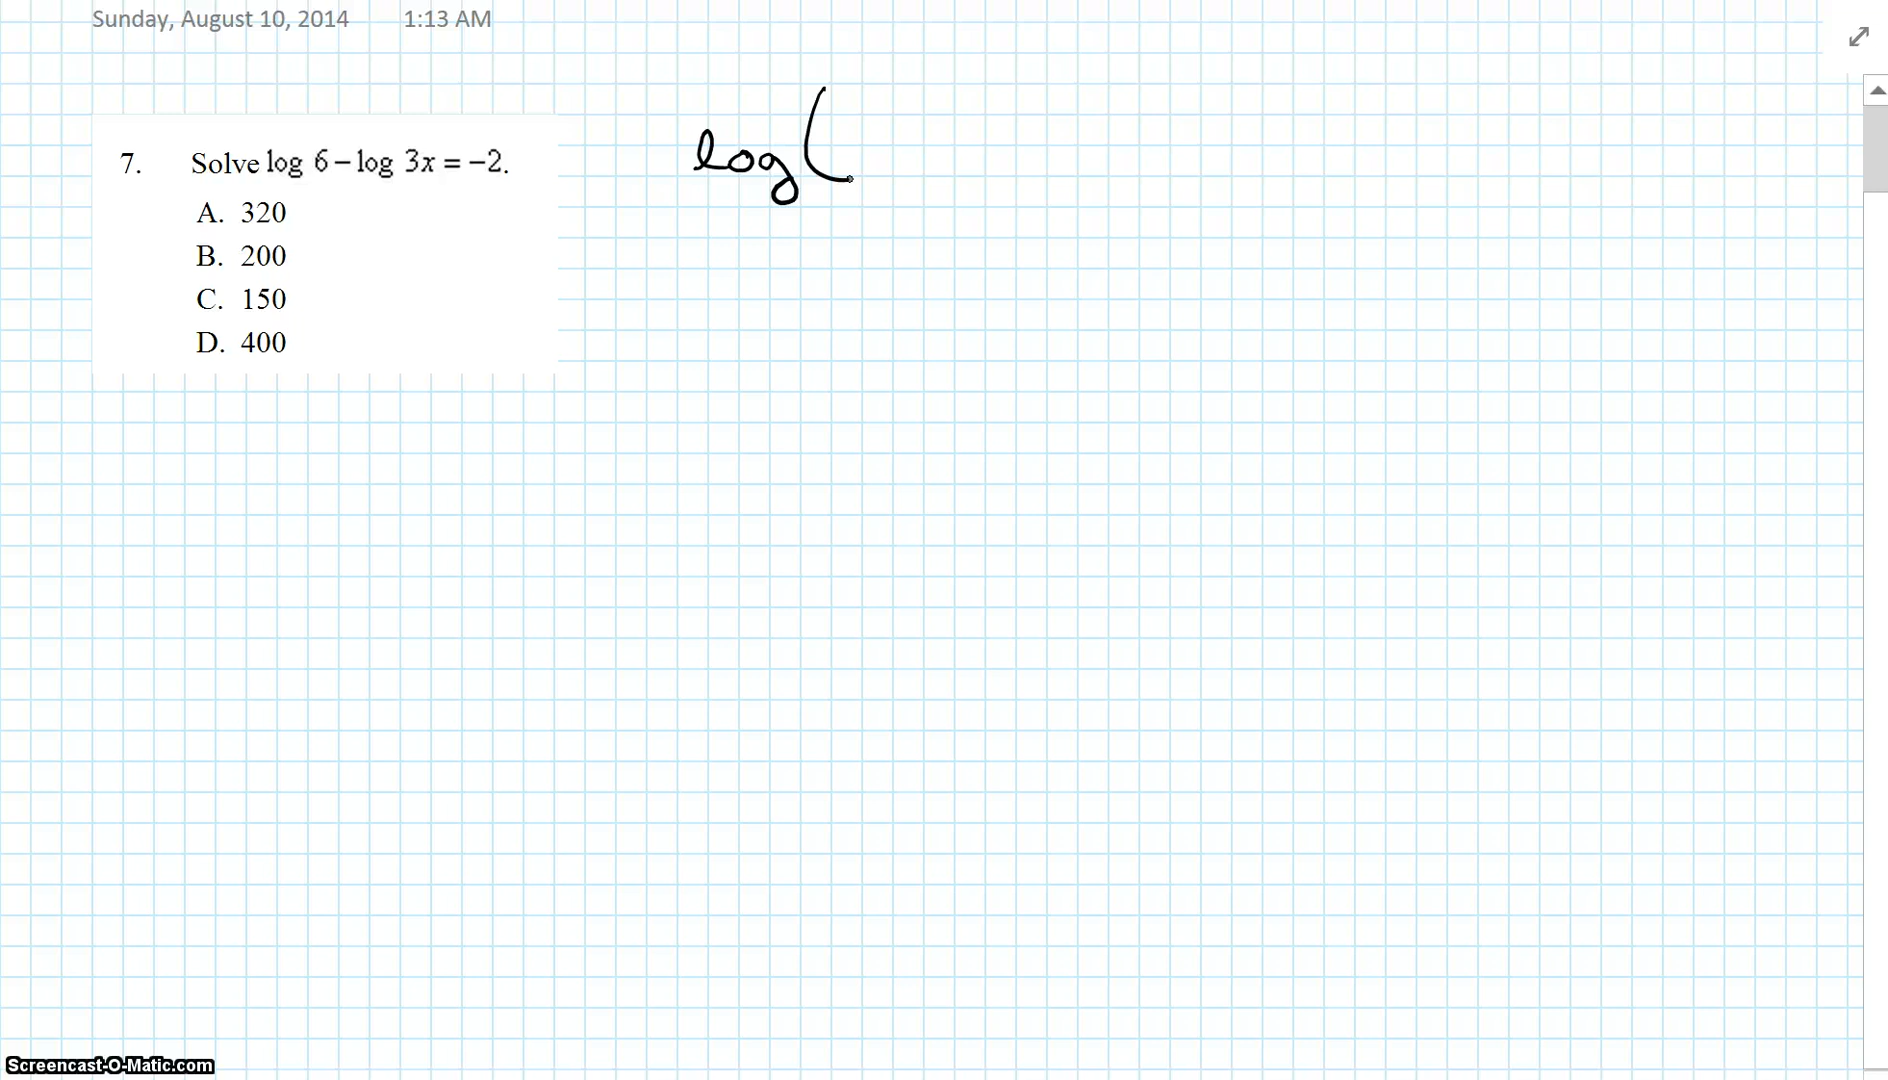 Sunday, August 10, 2014 1:13 AM
7. Solve log 6 – log 3x = –2.
A. 320
B. 200
C. 150
D. 400
log(
Screencast-O-Matic.com